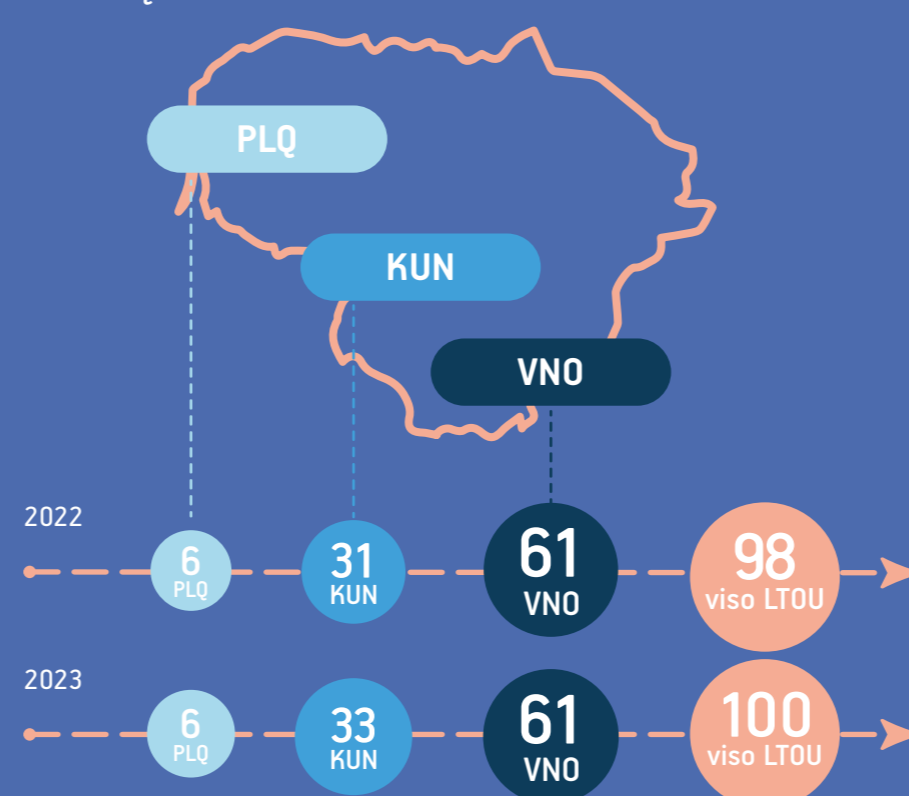 PLQ
KUN
VNO
2022
6
PLQ
31
KUN
61
VNO
98
viso LTOU
2023
6
PLQ
33
KUN
61
VNO
100
viso LTOU